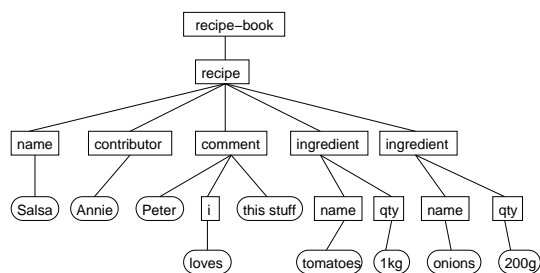 recipe-book
recipe
name contributor comment ingredient ingredient
Salsa Annie Peter i this stuff name qty name qty
loves tomatoes 1kg onions 200g